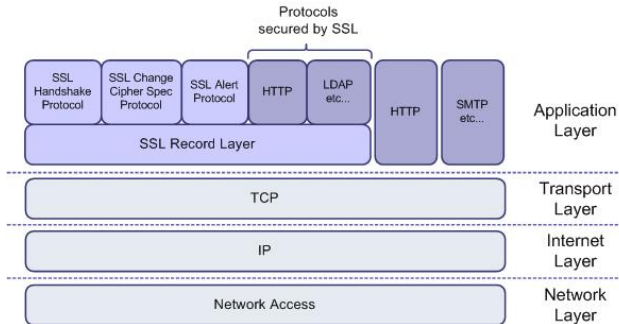 Protocols
secured by SSL
SSL
Handshake
Protocol
SSL Change
Cipher Spec
Protocol
SSL Alert
Protocol
HTTP
LDAP
etc...
HTTP
SMTP
etc...
SSL Record Layer
Application
Layer
TCP
Transport
Layer
IP
Internet
Layer
Network Access
Network
Layer